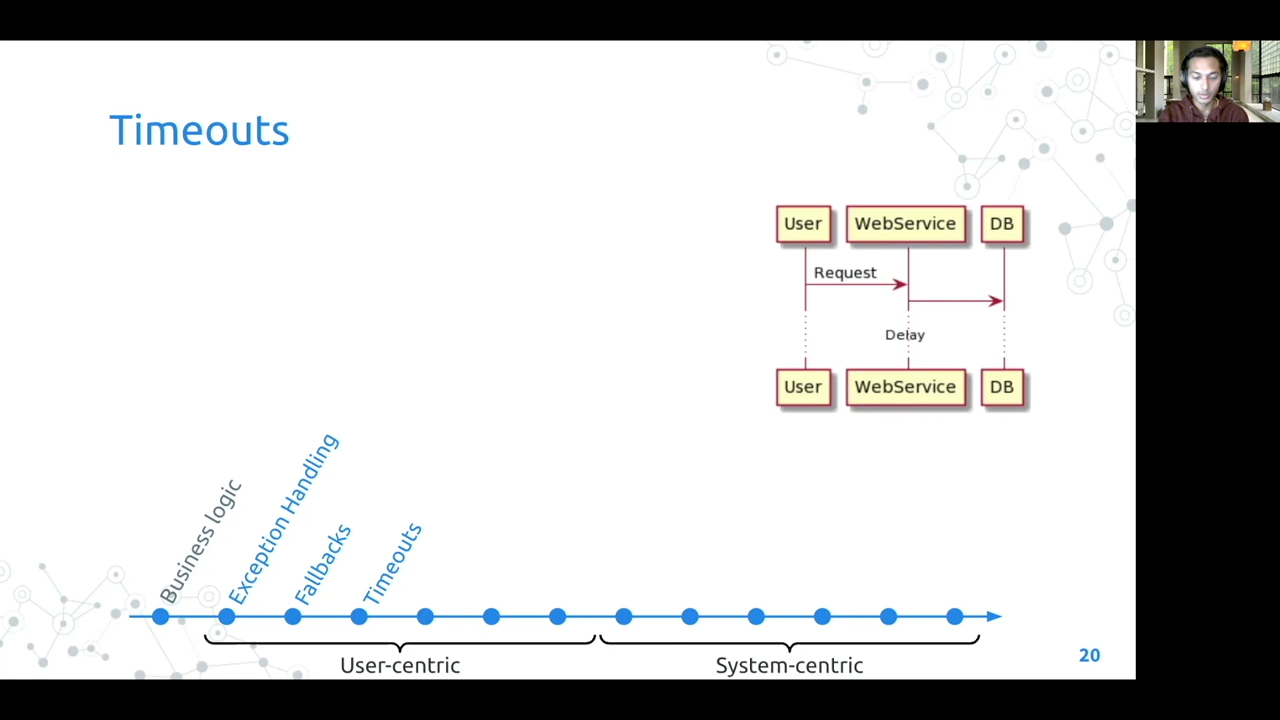 Timeouts
User WebService DB
Request
Delay
User WebService DB
Business logic
Exception Handling
Fallbacks
Timeouts
User-centric
System-centric
20